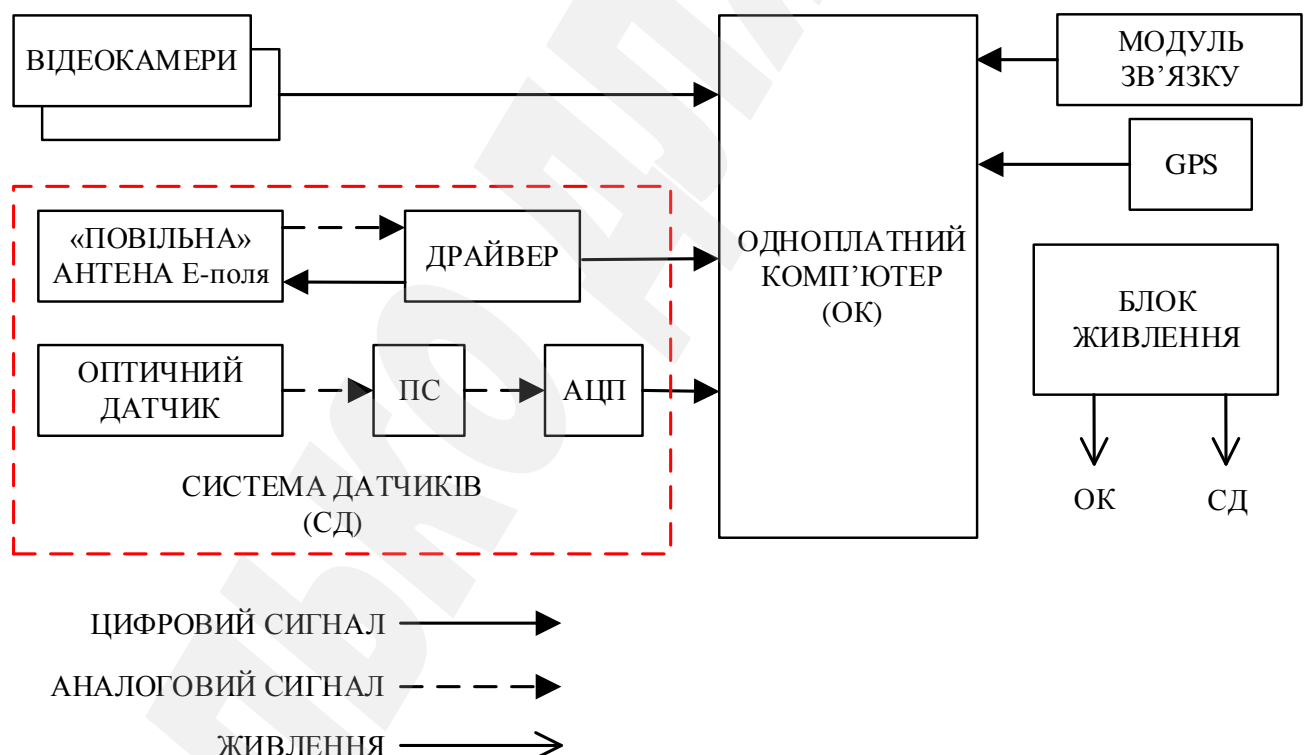 ВІДЕОКАМЕРИ
МОДУЛЬ
ЗВ’ЯЗКУ
GPS
«ПОВІЛЬНА»
АНТЕНА Е-поля
ДРАЙВЕР
ОДНОПЛАТНИЙ
КОМП’ЮТЕР
(ОК)
БЛОК
ЖИВЛЕННЯ
ОПТИЧНИЙ
ДАТЧИК
ПС
АЦП
СИСТЕМА ДАТЧИКІВ
(СД)
ОК
СД
ЦИФРОВИЙ СИГНАЛ
АНАЛОГОВИЙ СИГНАЛ
ЖИВЛЕННЯ